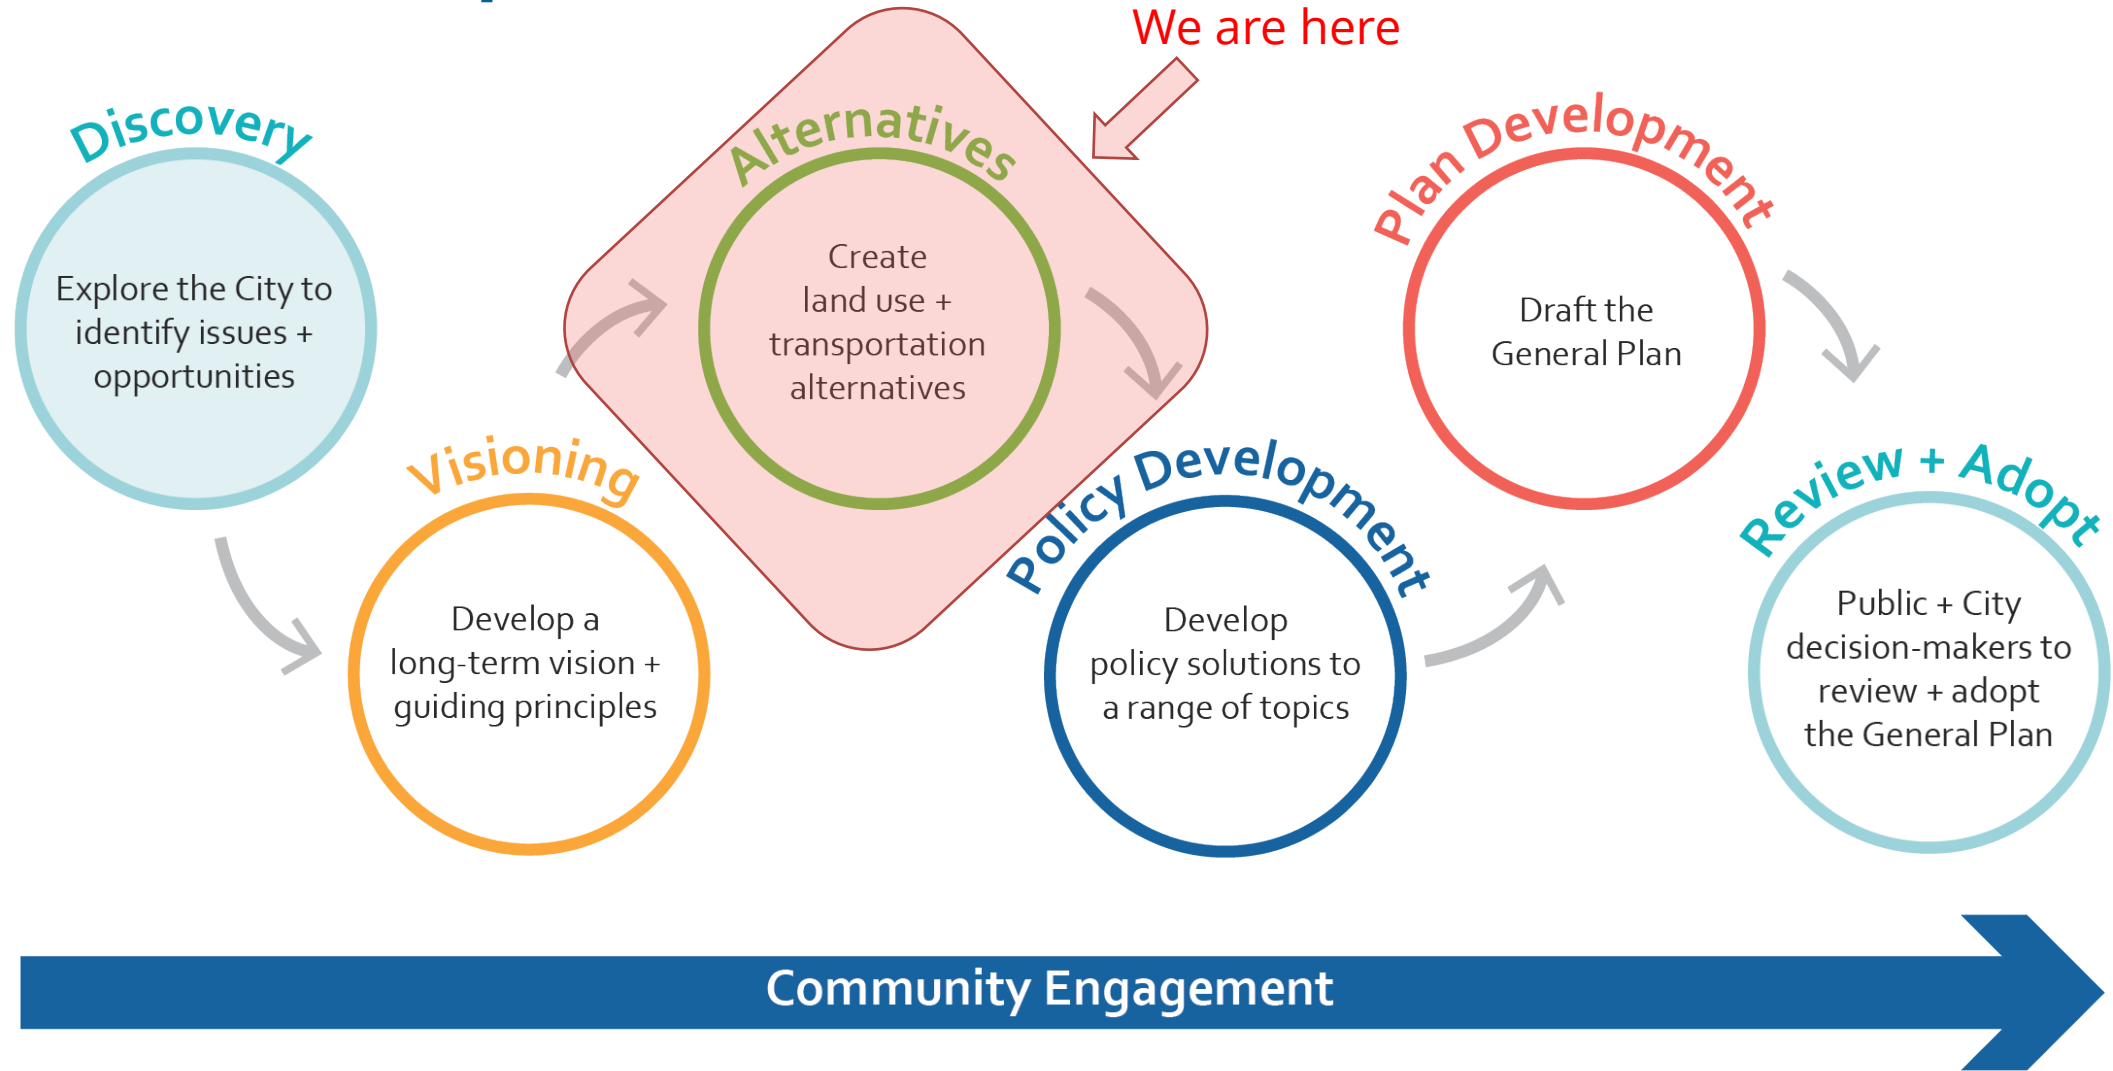 We are here
Discovery
Explore the City to
identify issues +
opportunities
Visioning
Develop a
long-term vision +
guiding principles
Alternatives
Create
land use +
transportation
alternatives
Policy Development
Develop
policy solutions to
a range of topics
Plan Development
Draft the
General Plan
Review + Adopt
Public + City
decision-makers to
review + adopt
the General Plan
Community Engagement